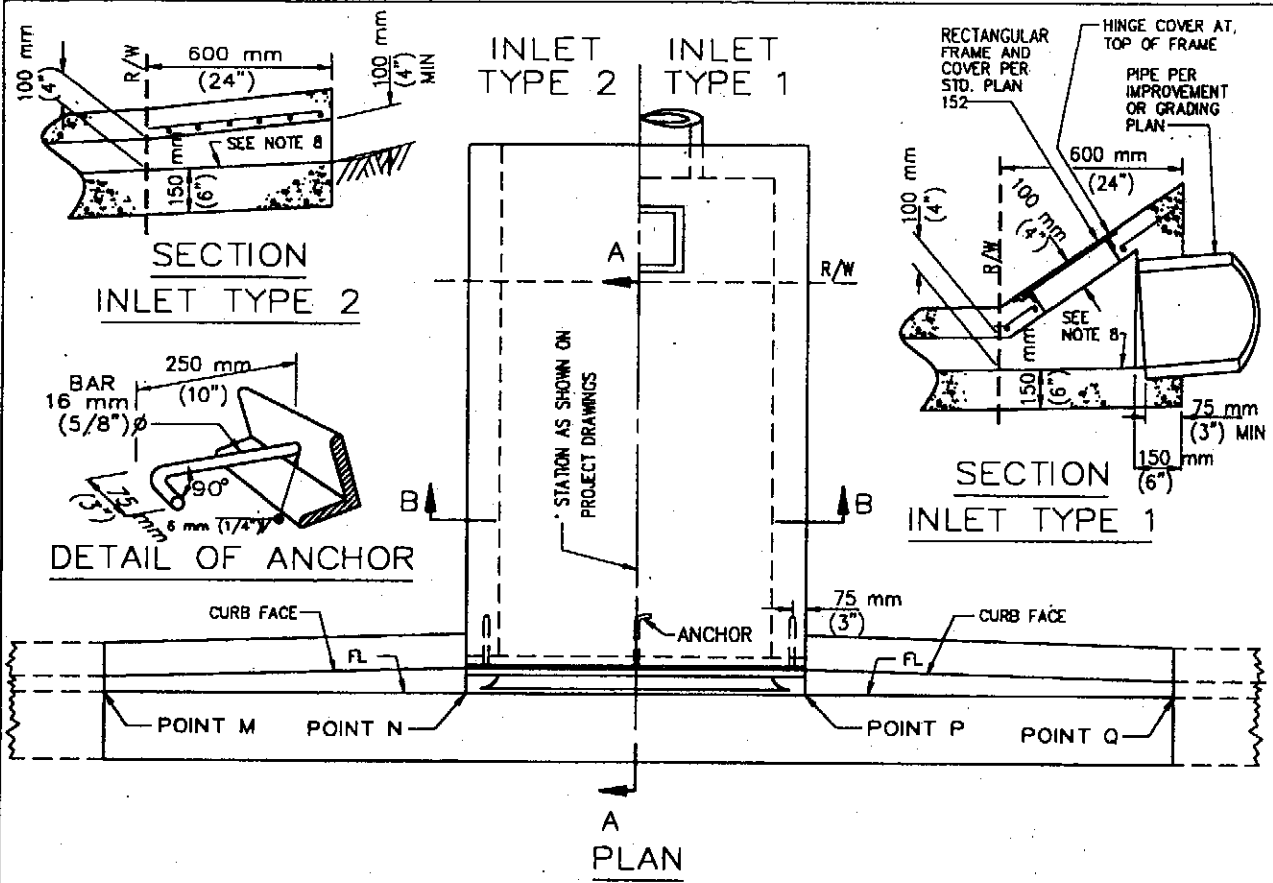 100 mm
(4")
R/W
600 mm
(24")
100 mm
(4")
MIN
SEE NOTE 8
150 mm
(6")
SECTION
INLET TYPE 2
BAR
16 mm
(5/8")ø
250 mm
(10")
90°
75 mm
(3")
6 mm (1/4")
DETAIL OF ANCHOR
INLET
TYPE 2
INLET
TYPE 1
A
R/W
STATION AS SHOWN ON
PROJECT DRAWINGS
B
B
75 mm
(3")
ANCHOR
CURB FACE
CURB FACE
FL
FL
POINT M
POINT N
POINT P
POINT Q
A
PLAN
RECTANGULAR
FRAME AND
COVER PER
STD. PLAN
152
HINGE COVER AT
TOP OF FRAME
PIPE PER
IMPROVEMENT
OR GRADING
PLAN
600 mm
(24")
100 mm
(4")
100 mm
(4")
R/W
SEE
NOTE 8
150 mm
(6")
75 mm
(3") MIN
150 mm
(6")
SECTION
INLET TYPE 1